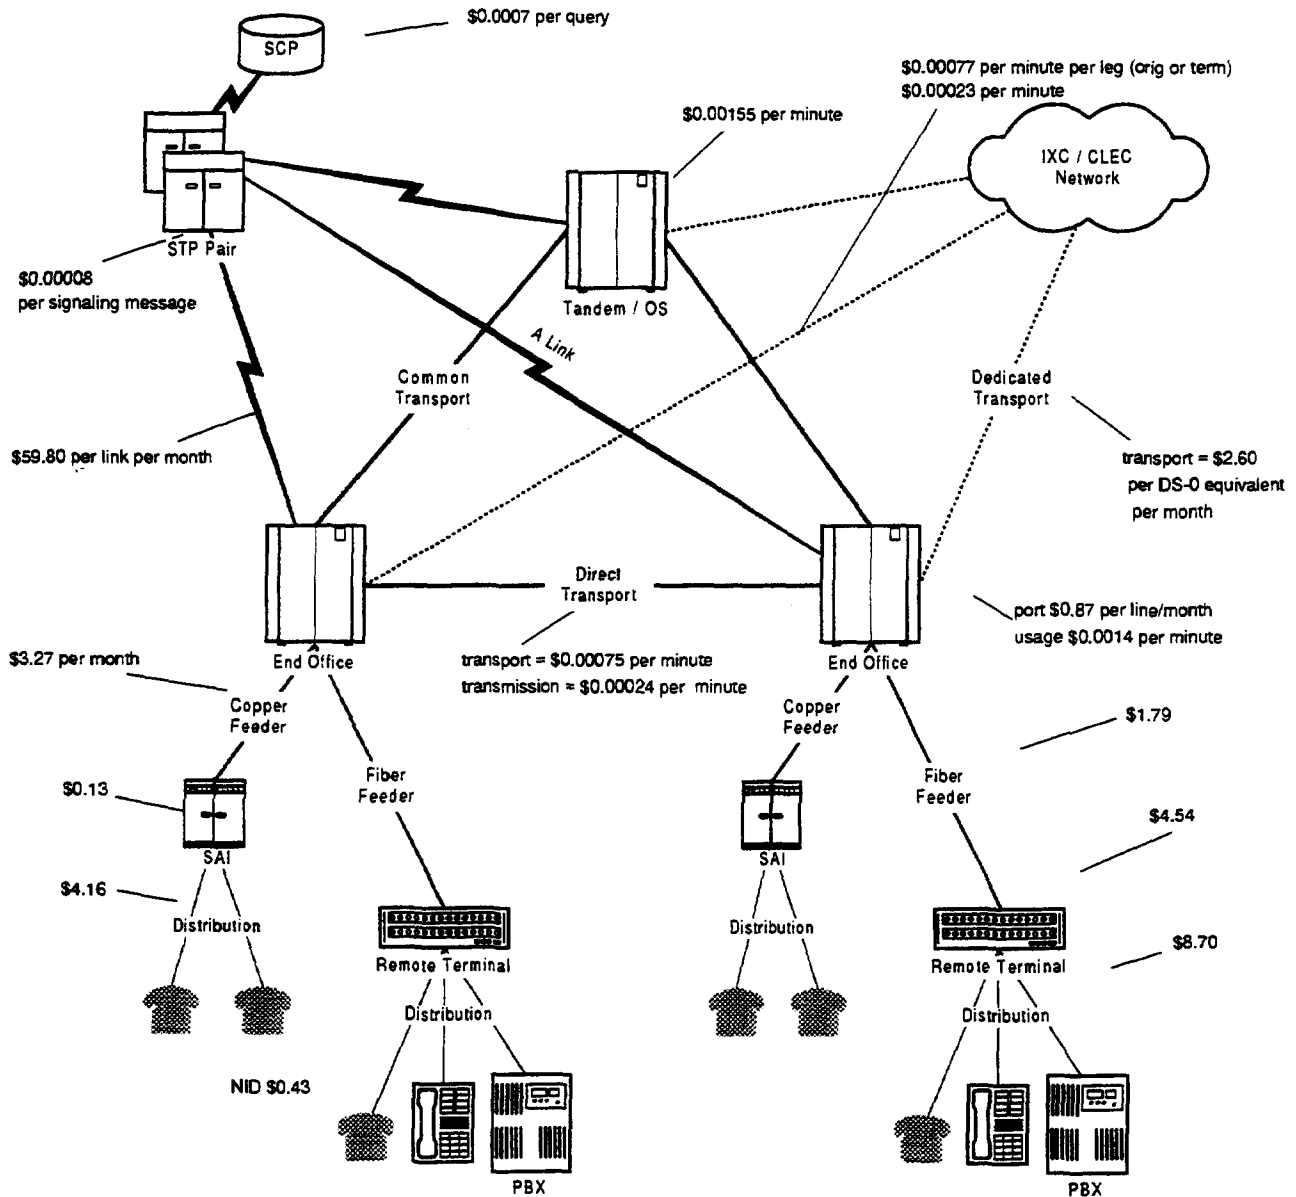 $0.0007 per query
SCP
$0.00077 per minute per leg (orig or term)
$0.00023 per minute
$0.00155 per minute
IXC / CLEC
Network
STP Pair
$0.00008
per signaling message
Tandem / OS
A Link
Common
Transport
Dedicated
Transport
$59.80 per link per month
transport = $2.60
per DS-0 equivalent
per month
Direct
Transport
port $0.87 per line/month
usage $0.0014 per minute
$3.27 per month
End Office
transport = $0.00075 per minute
transmission = $0.00024 per minute
End Office
Copper
Feeder
Copper
Feeder
$1.79
Fiber
Feeder
Fiber
Feeder
$0.13
$4.54
SAI
SAI
$4.16
Distribution
Distribution
$8.70
Remote Terminal
Remote Terminal
Distribution
Distribution
NID $0.43
PBX
PBX